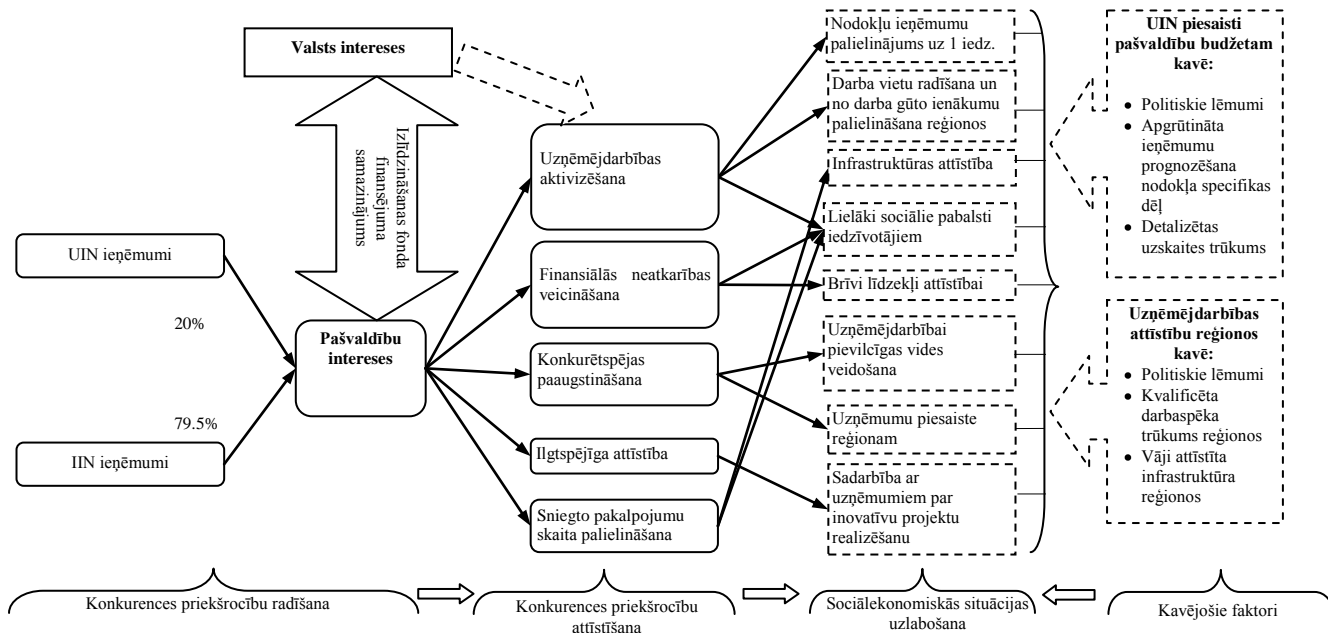 Valsts intereses
Izlīdzināšanas fonda
finansējuma
samazinājums
UIN ieņēmumi
20%
79.5%
IIN ieņēmumi
Pašvaldību
intereses
Uzņēmējdarbības
aktivizēšana
Finansiālās neatkarības
veicināšana
Konkurētspējas
paaugstināšana
Ilgtspējīga attīstība
Sniegto pakalpojumu
skaita palielināšana
Nodokļu ieņēmumu
palielinājums uz 1 iedz.
Darba vietu radīšana un
no darba gūto ienākumu
palielināšana reģionos
Infrastruktūras attīstība
Lielāki sociālie pabalsti
iedzīvotājiem
Brīvi līdzekļi attīstībai
Uzņēmējdarbībai
pievilcīgas vides
veidošana
Uzņēmumu piesaiste
reģionam
Sadarbība ar
uzņēmumiem par
inovatīvu projektu
realizēšanu
UIN piesaisti
pašvaldību budžetam
kavē:
• Politiskie lēmumi
• Apgrūtināta
ieņēmumu
prognozēšana
nodokļa specifikas
dēļ
• Detalizētas
uzskaites trūkums
Uzņēmējdarbības
attīstību reģionos
kavē:
• Politiskie lēmumi
• Kvalificēta
darbaspēka
trūkums reģionos
• Vāji attīstīta
infrastruktūra
reģionos
Konkurences priekšrocību radīšana
Konkurences priekšrocību
attīstīšana
Sociālekonomiskās situācijas
uzlabošana
Kavējošie faktori